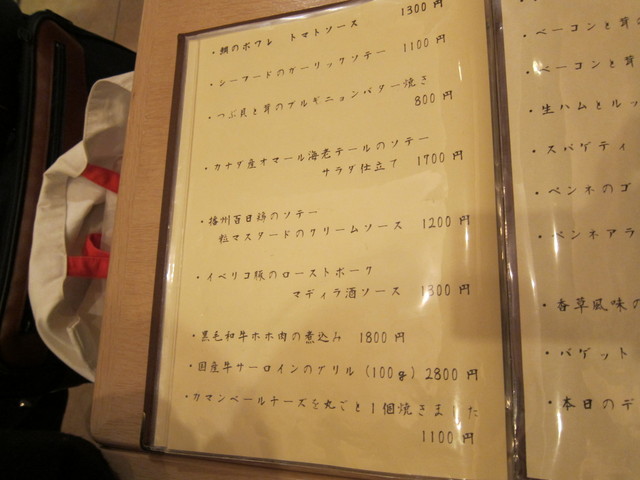 ・鯛のポワレ トマトソース
1300円
・シーフードのガーリックソテー 1100円
・つぶ貝と茸のブルギニョンバター焼き
800円
・カナダ産オマール海老テールのソテー
サラダ仕立て 1700円
・播州百日鶏のソテー
粒マスタードのクリームソース 1200円
・イベリコ豚のローストポーク
マディラ酒ソース 1300円
・黒毛和牛ホホ肉の煮込み 1800円
・国産牛サーロインのグリル(100g) 2800円
・カマンベールチーズを丸ごと1個焼きました
1100円
・ベーコンと茸
・ベーコンと茸
・生ハムとルッ
・スパゲティ
・ペンネのゴ
・ペンネアラ
・香草風味の
・バゲット
・本日のデ